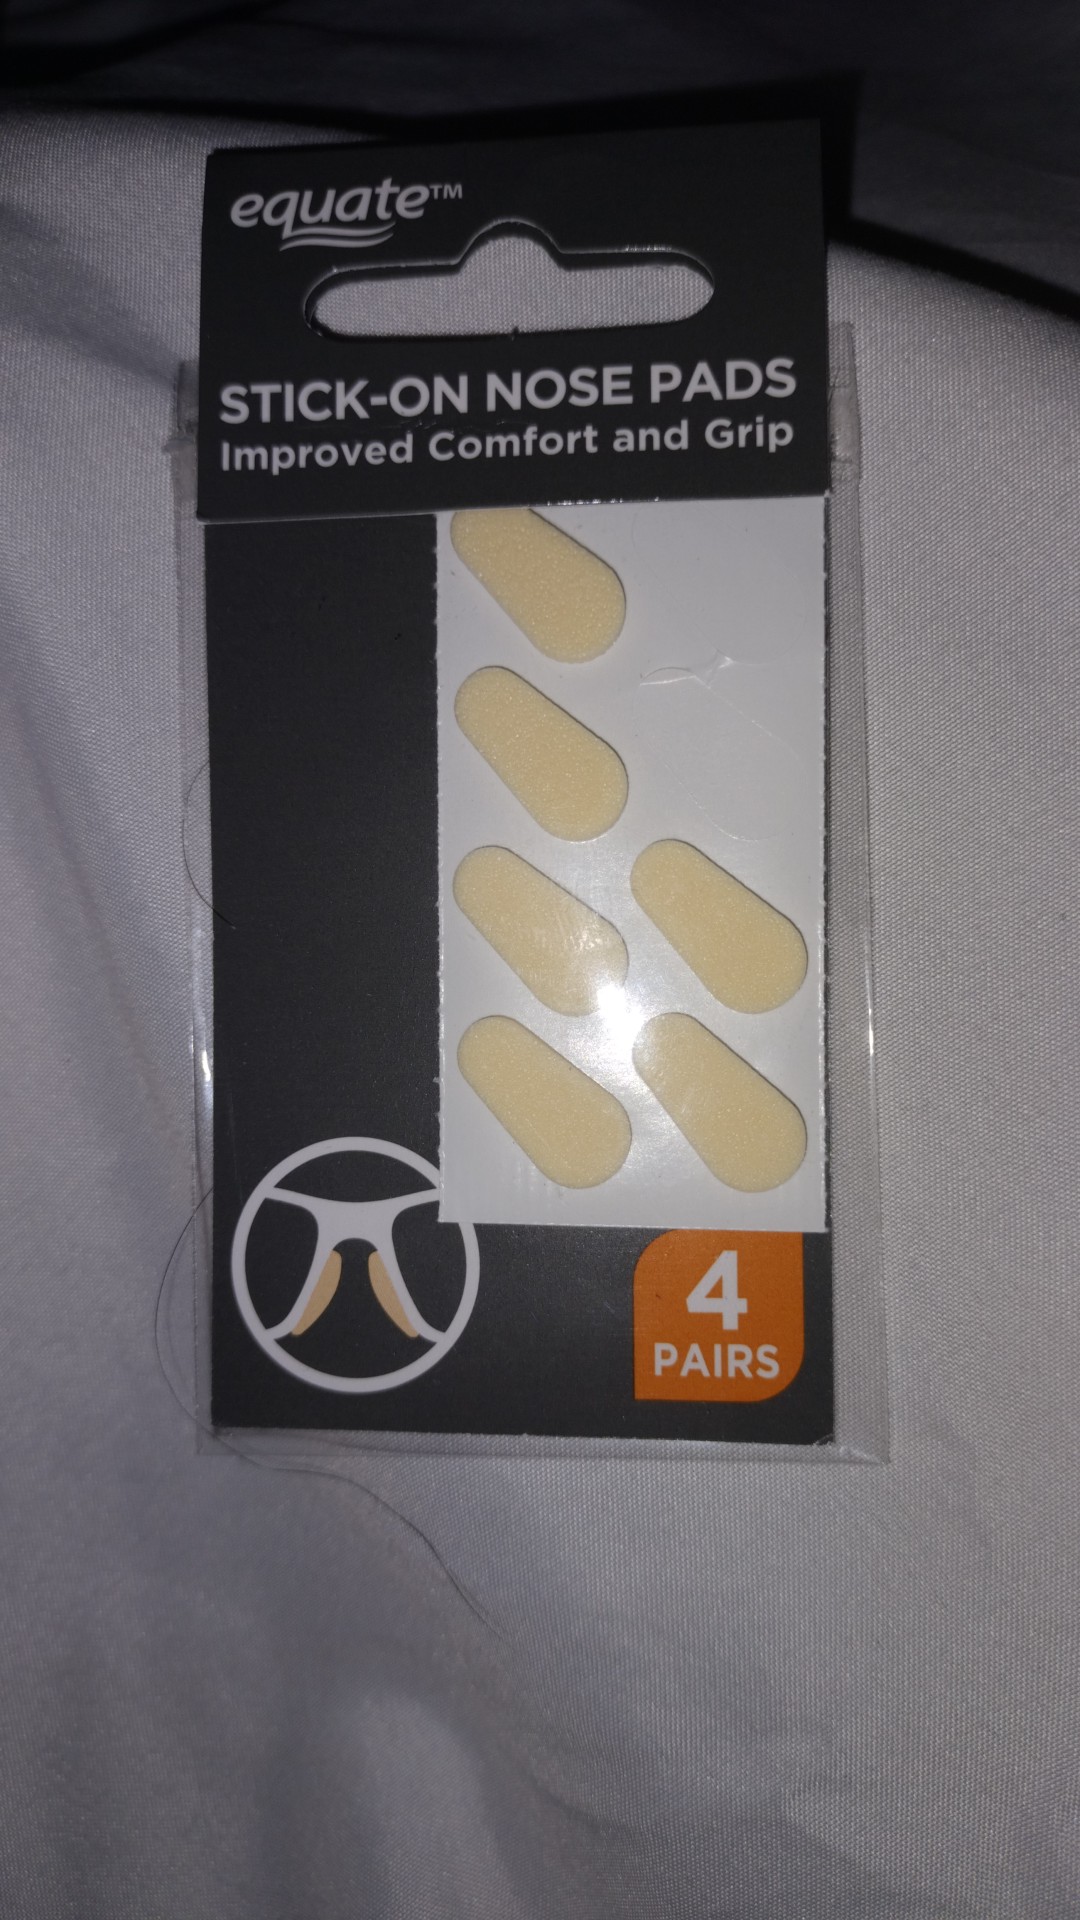 equate™
STICK-ON NOSE PADS
Improved Comfort and Grip
4
PAIRS